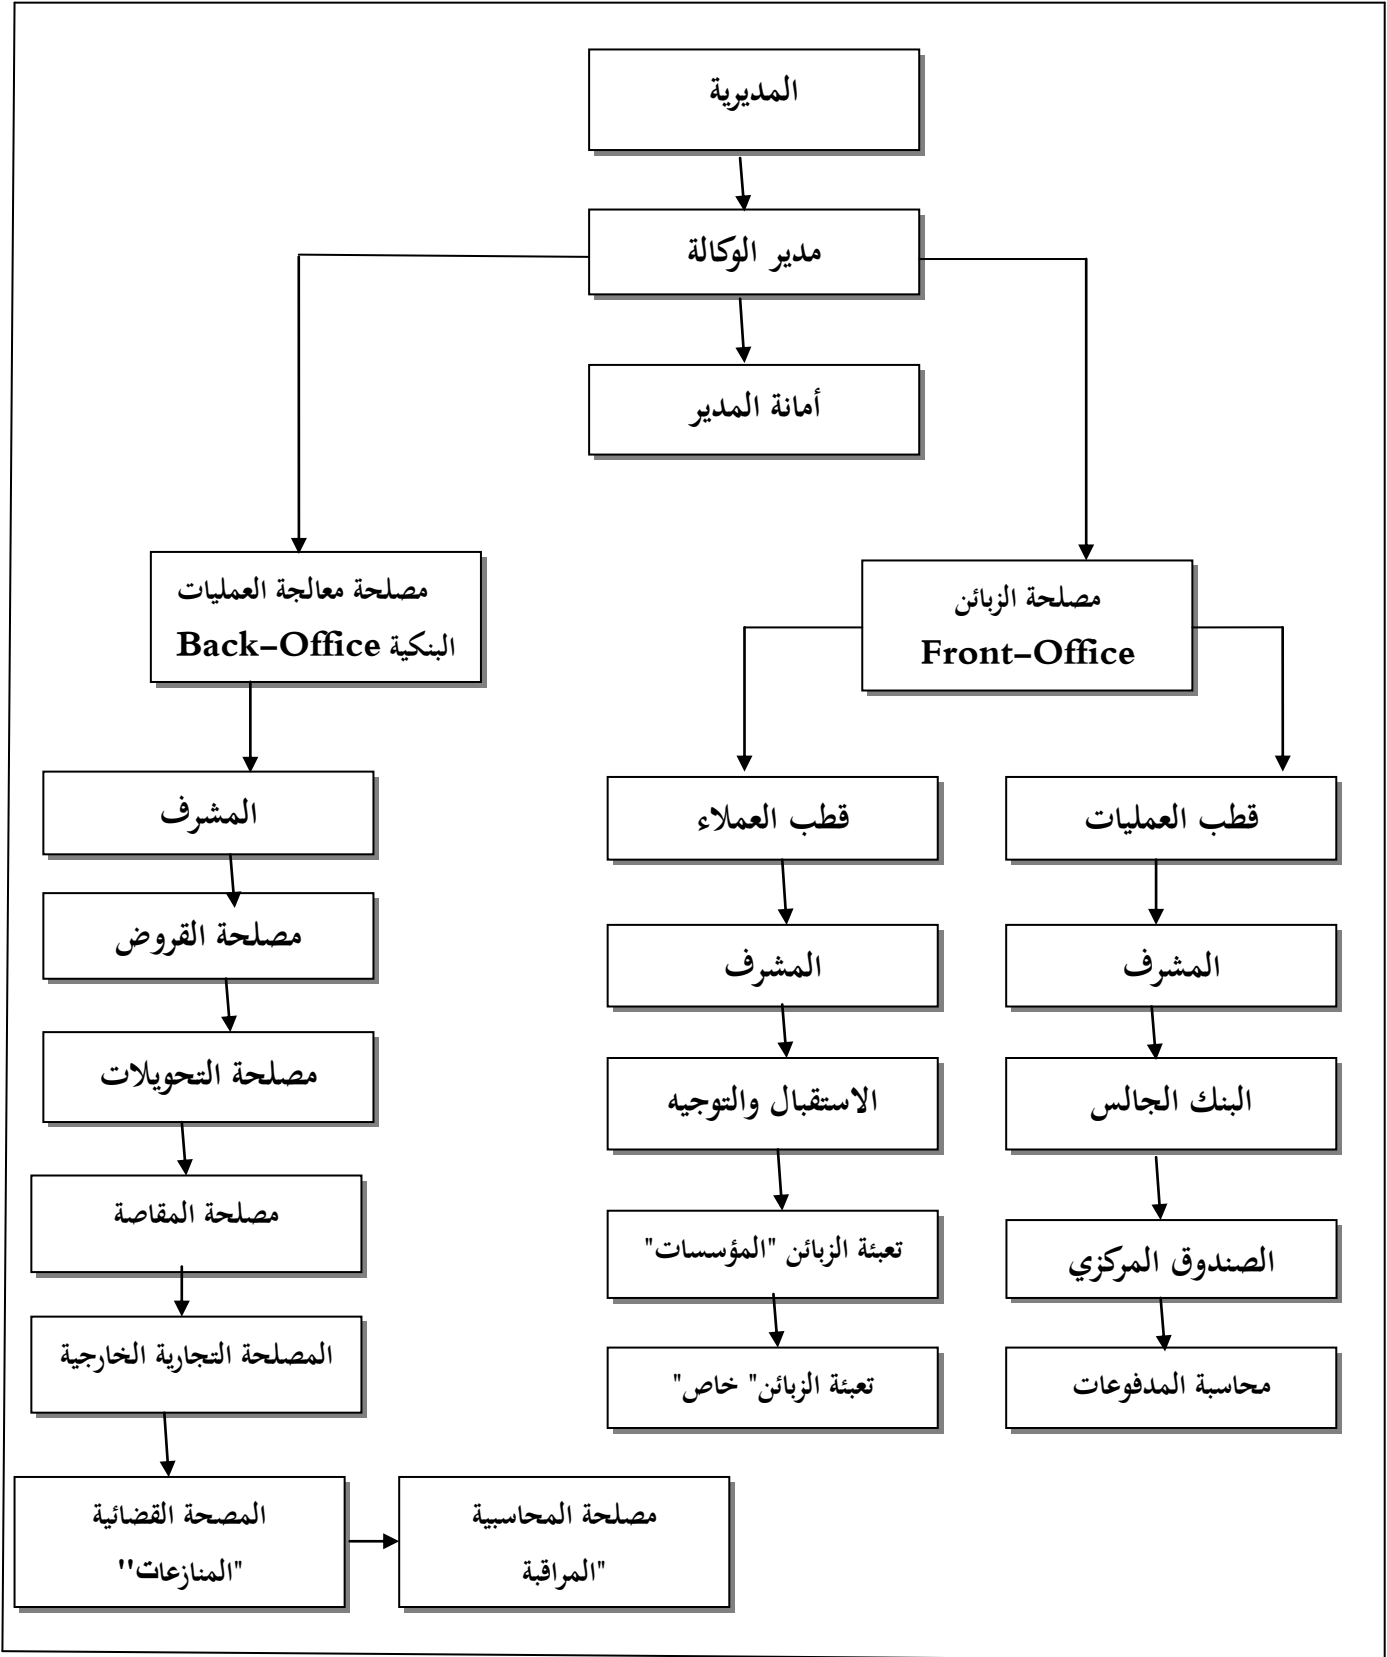 المديرية
مدير الوكالة
أمانة المدير
مصلحة الزبائن
Front-Office
مصلحة معالجة العمليات
البنكية Back-Office
قطب العمليات
قطب العملاء
المشرف
المشرف
المشرف
مصلحة القروض
المشرف
البنك الجالس
الاستقبال والتوجيه
مصلحة التحويلات
الصندوق المركزي
تعبئة الزبائن "المؤسسات"
مصلحة المقاصة
محاسبة المدفوعات
تعبئة الزبائن" خاص"
المصلحة التجارية الخارجية
مصلحة المحاسبية
"المراقبة
المصحة القضائية
"المنازعات"